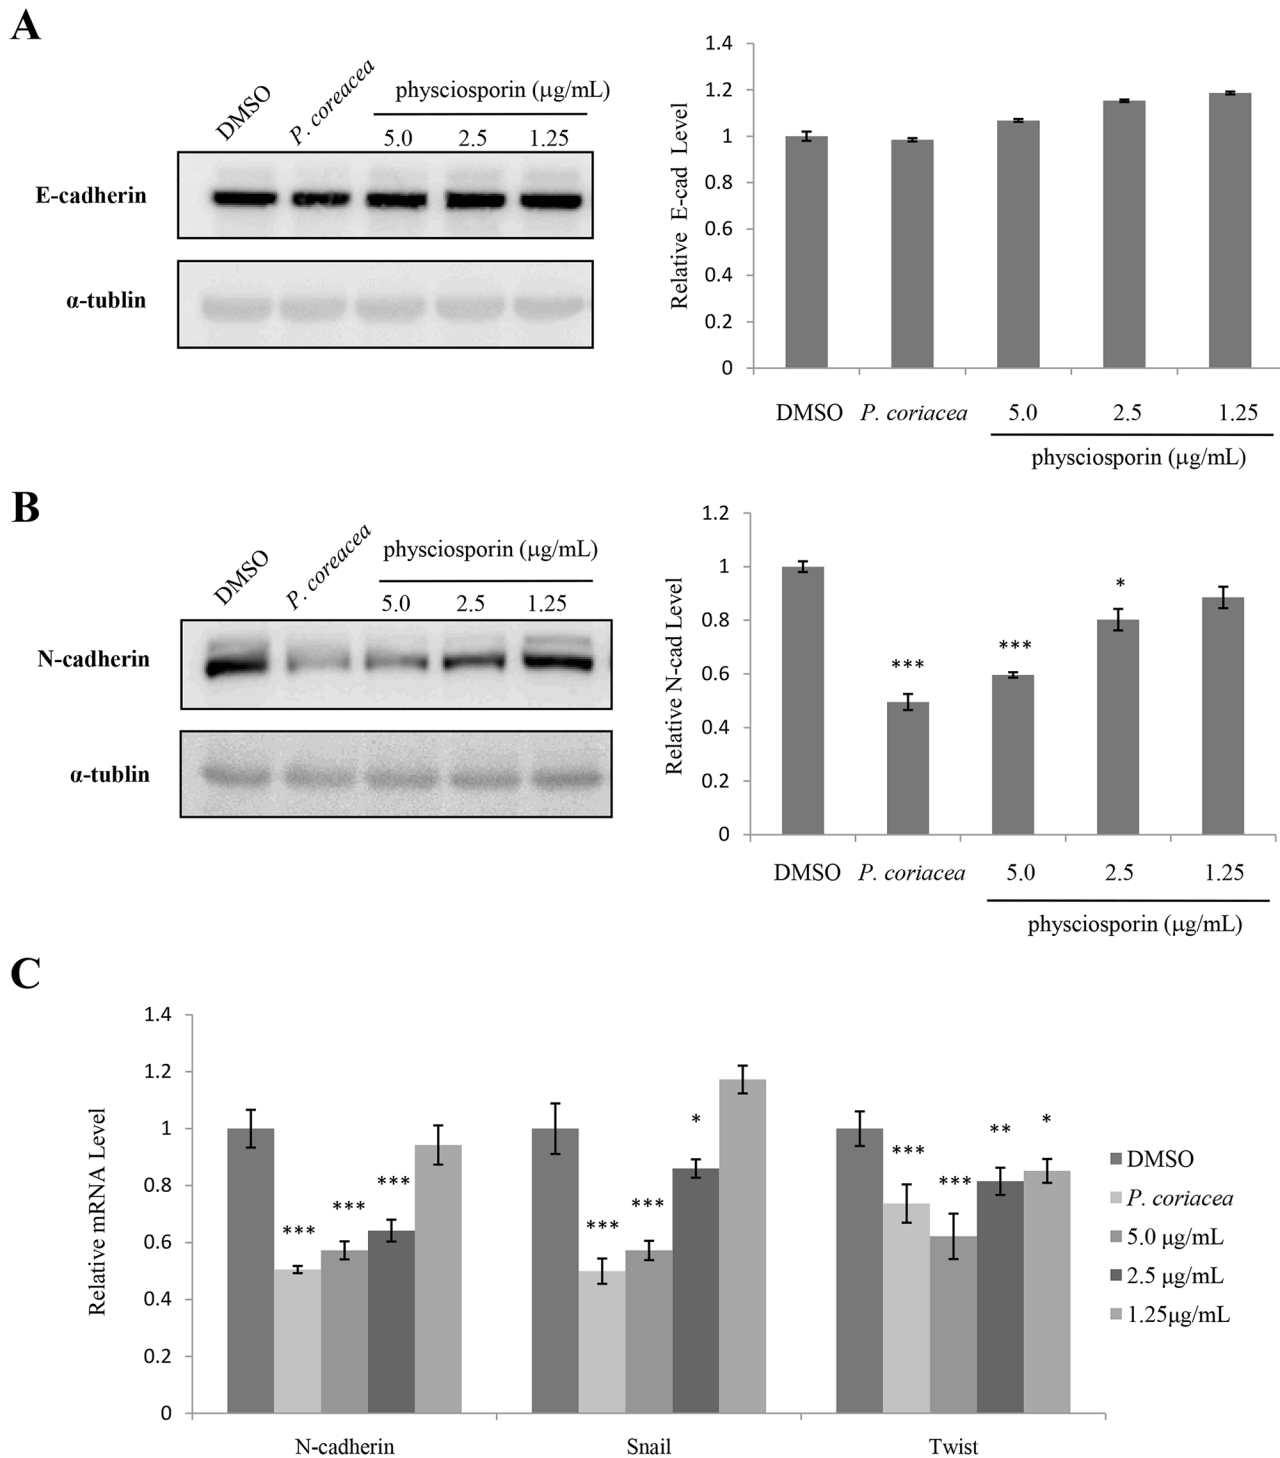 A
DMSO
P. coreacea
physciosporin (μg/mL)
5.0 2.5 1.25
E-cadherin
α-tublin
Relative E-cad Level
1.4
1.2
1
0.8
0.6
0.4
0.2
0
DMSO P. coriacea 5.0 2.5 1.25
physciosporin (μg/mL)
B
DMSO
P. coreacea
physciosporin (μg/mL)
5.0 2.5 1.25
N-cadherin
α-tublin
Relative N-cad Level
1.2
1
0.8
0.6
0.4
0.2
0
***
***
*
DMSO P. coriacea 5.0 2.5 1.25
physciosporin (μg/mL)
C
Relative mRNA Level
1.4
1.2
1
0.8
0.6
0.4
0.2
0
*** *** ***
*** *** *
*** *** ** *
N-cadherin Snail Twist
DMSO
P. coriacea
5.0 μg/mL
2.5 μg/mL
1.25μg/mL